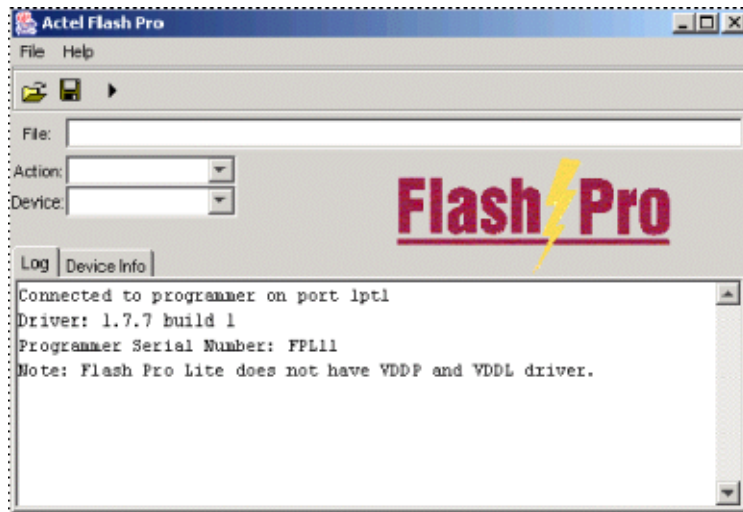 Actel Flash Pro
File Help
File:
Action:
Device:
Flash Pro
Log Device Info
Connected to programmer on port lpt1
Driver: 1.7.7 build 1
Programmer Serial Number: FPL11
Note: Flash Pro Lite does not have VDDP and VDDL driver.